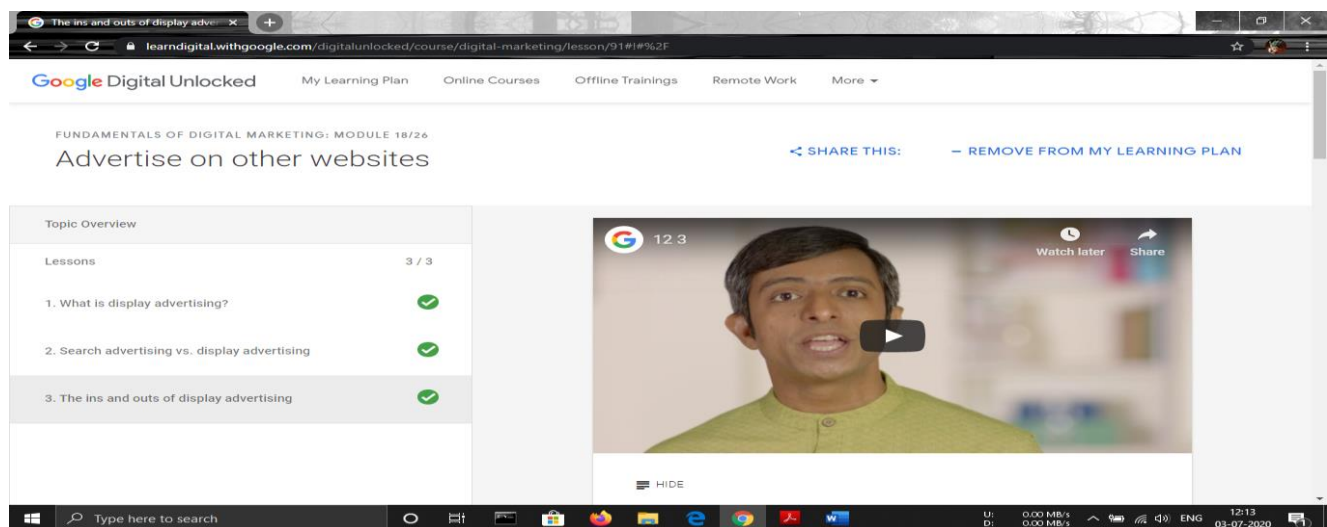 The ins and outs of display adve
learndigital.withgoogle.com/digitalunlocked/course/digital-marketing/lesson/91#!#%2F
Google Digital Unlocked My Learning Plan Online Courses Offline Trainings Remote Work More
FUNDAMENTALS OF DIGITAL MARKETING: MODULE 18/26
Advertise on other websites
SHARE THIS: – REMOVE FROM MY LEARNING PLAN
Topic Overview
Lessons 3 / 3
1. What is display advertising?
2. Search advertising vs. display advertising
3. The ins and outs of display advertising
G 12 3
Watch later Share
HIDE
Type here to search
U: 0.00 MB/s
D: 0.00 MB/s
ENG
12:13
03-07-2020